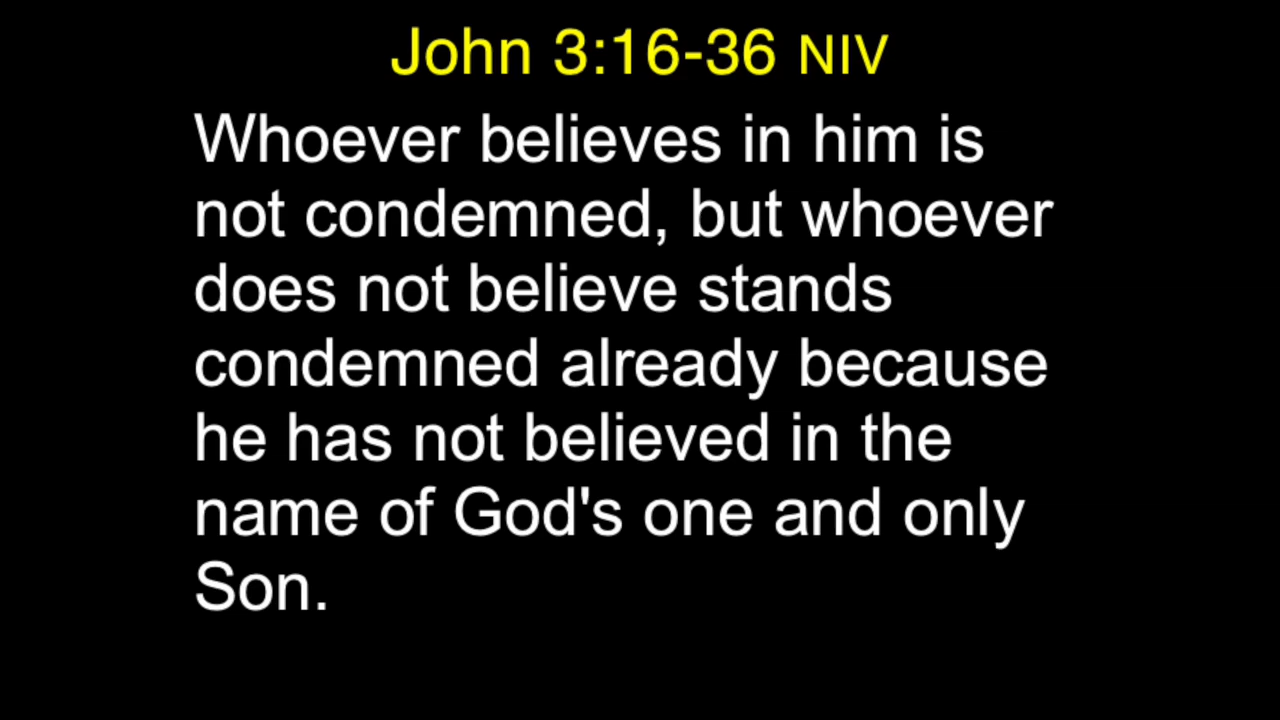 John 3:16-36 NIV
Whoever believes in him is
not condemned, but whoever
does not believe stands
condemned already because
he has not believed in the
name of God's one and only
Son.